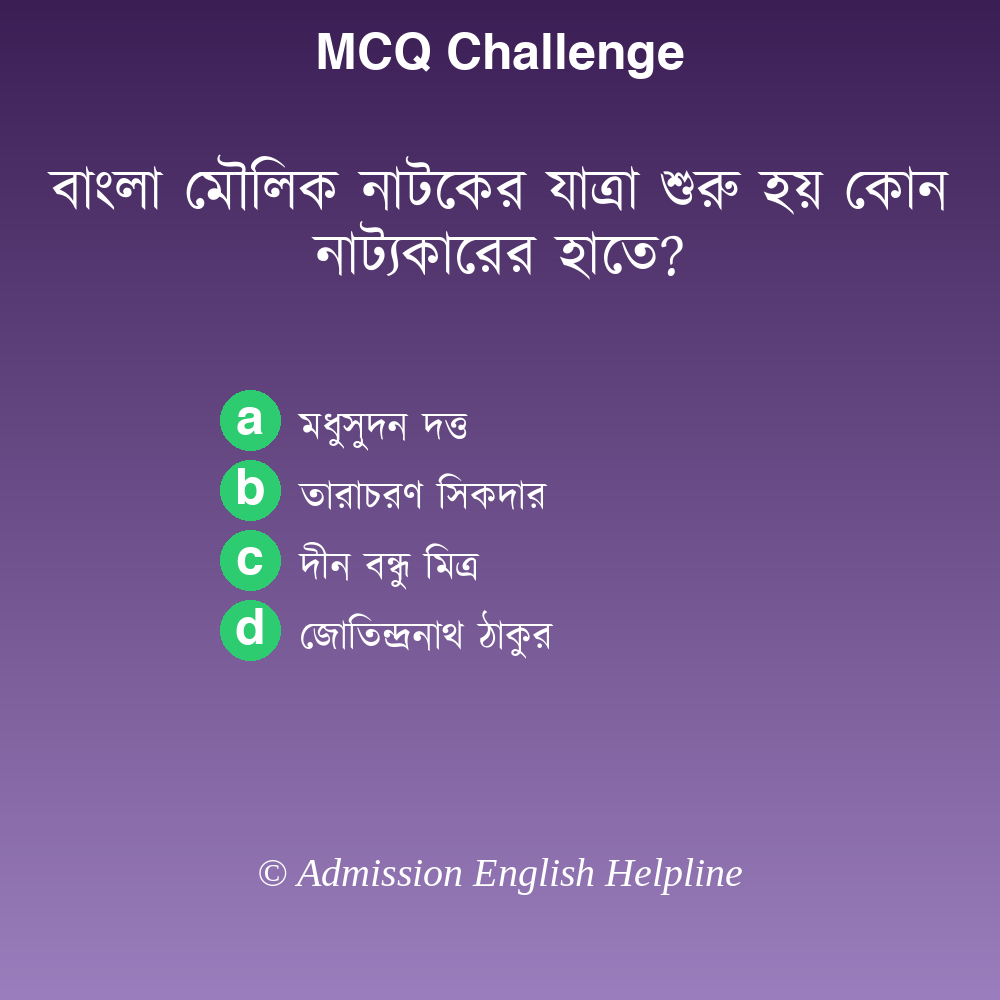 MCQ Challenge
বাংলা মৌলিক নাটকের যাত্রা শুরু হয় কোন
নাট্যকারের হাতে?
a মধুসুদন দত্ত
b তারাচরণ সিকদার
c দীন বন্ধু মিত্র
d জোতিন্দ্রনাথ ঠাকুর
© Admission English Helpline